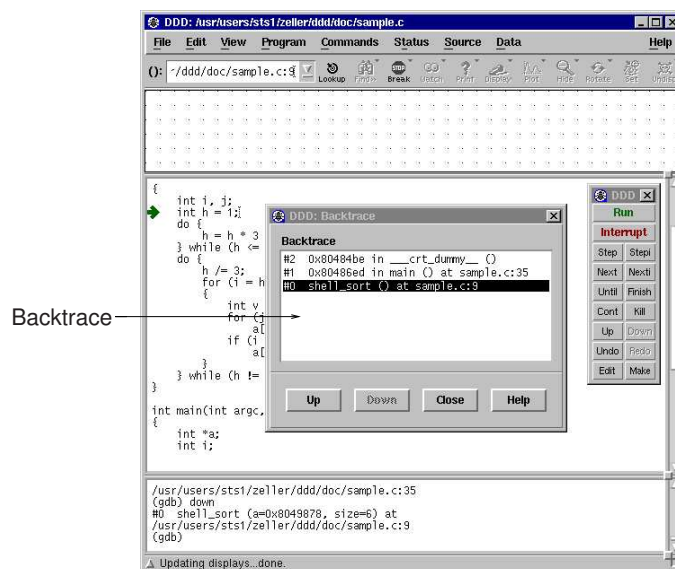 DDD: /usr/users/sts1/zeller/ddd/doc/sample.c
File Edit View Program Commands Status Source Data Help
(): ~/ddd/doc/sample.c:9 Lookup Find» Break Watch Print Display Plot Hide Rotate Set Undisp
{
int i, j;
int h = 1;
do {
h = h * 3
} while (h <=
do {
h /= 3;
for (i = h
{
int v
for (j
a[
if (i
a[
}
} while (h !=
}
int main(int argc,
{
int *a;
int i;
DDD: Backtrace
Backtrace
#2 0x80484be in ___crt_dummy__ ()
#1 0x80486ed in main () at sample.c:35
#0 shell_sort () at sample.c:9
Up Down Close Help
DDD
Run
Interrupt
Step Stepi
Next Nexti
Until Finish
Cont Kill
Up Down
Undo Redo
Edit Make
Backtrace
/usr/users/sts1/zeller/ddd/doc/sample.c:35
(gdb) down
#0 shell_sort (a=0x8049878, size=6) at
/usr/users/sts1/zeller/ddd/doc/sample.c:9
(gdb)
Updating displays...done.